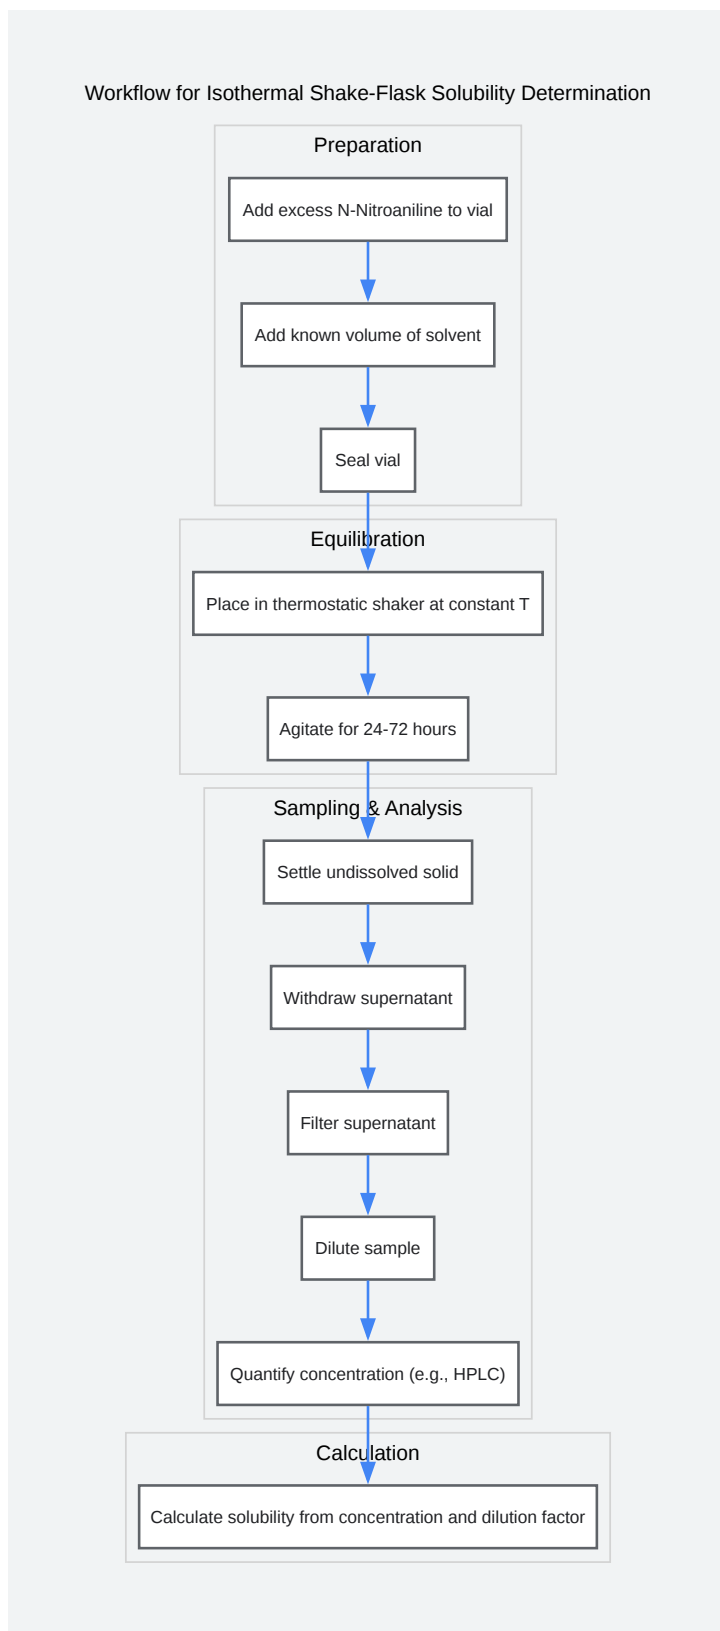 Workflow for Isothermal Shake-Flask Solubility Determination
Preparation
Add excess N-Nitroaniline to vial
Add known volume of solvent
Seal vial
Equilibration
Place in thermostatic shaker at constant T
Agitate for 24-72 hours
Sampling & Analysis
Settle undissolved solid
Withdraw supernatant
Filter supernatant
Dilute sample
Quantify concentration (e.g., HPLC)
Calculation
Calculate solubility from concentration and dilution factor